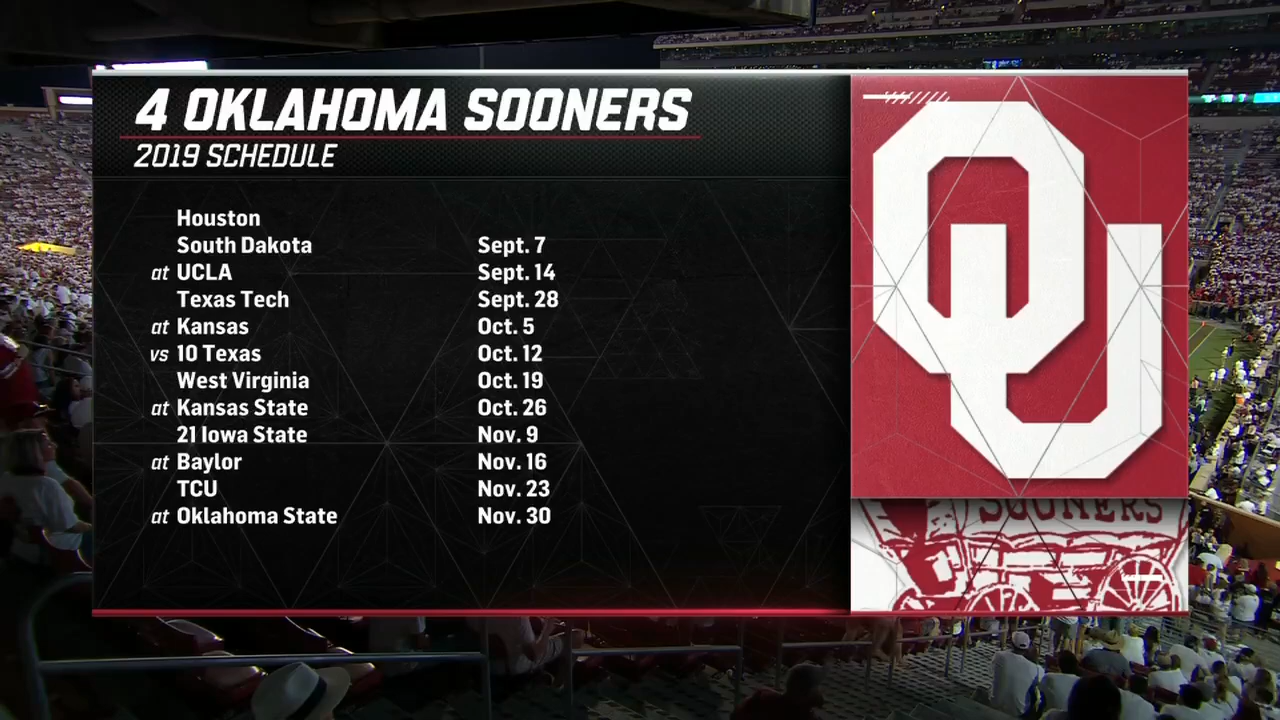 4 OKLAHOMA SOONERS
2019 SCHEDULE
Houston
South Dakota Sept. 7
at UCLA Sept. 14
Texas Tech Sept. 28
at Kansas Oct. 5
vs 10 Texas Oct. 12
West Virginia Oct. 19
at Kansas State Oct. 26
21 Iowa State Nov. 9
at Baylor Nov. 16
TCU Nov. 23
at Oklahoma State Nov. 30
OU
SOONERS